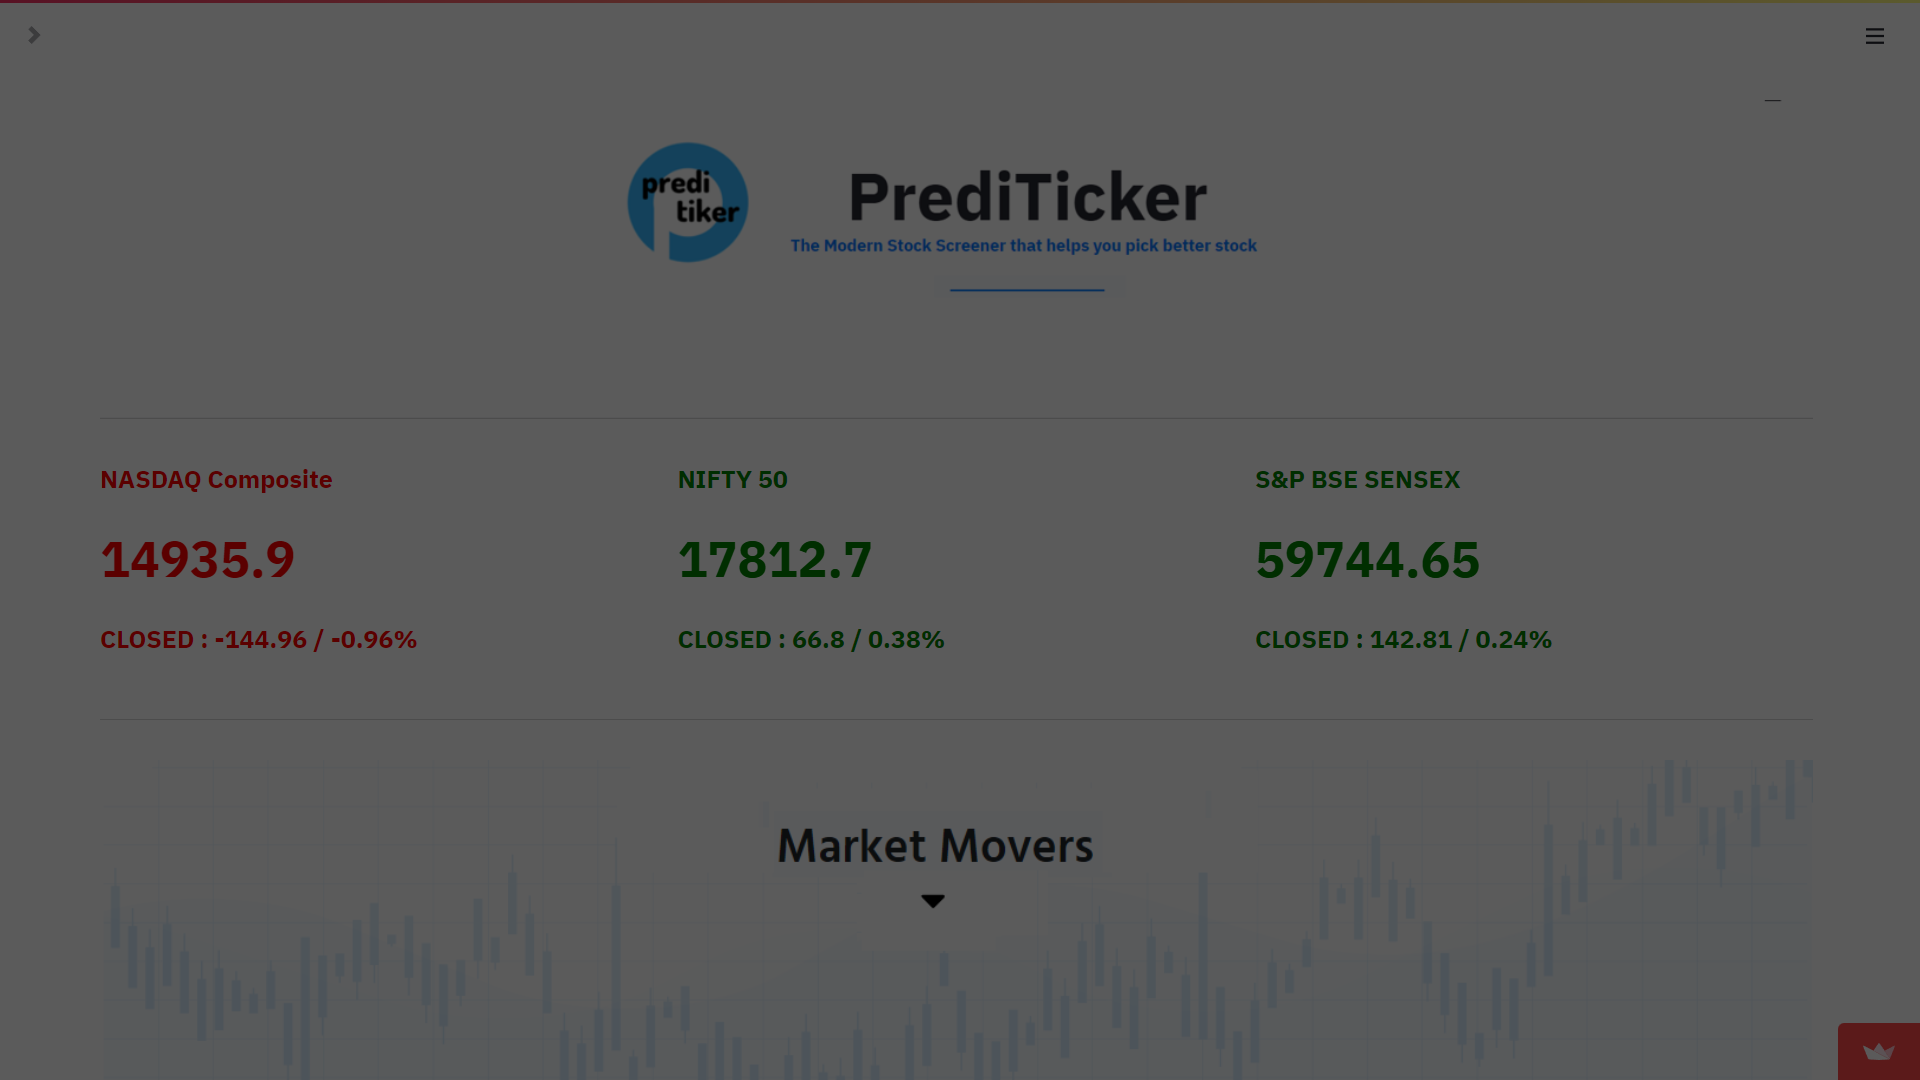 predi
tiker
PrediTicker
The Modern Stock Screener that helps you pick better stock
NASDAQ Composite
14935.9
CLOSED : -144.96 / -0.96%
NIFTY 50
17812.7
CLOSED : 66.8 / 0.38%
S&P BSE SENSEX
59744.65
CLOSED : 142.81 / 0.24%
Market Movers